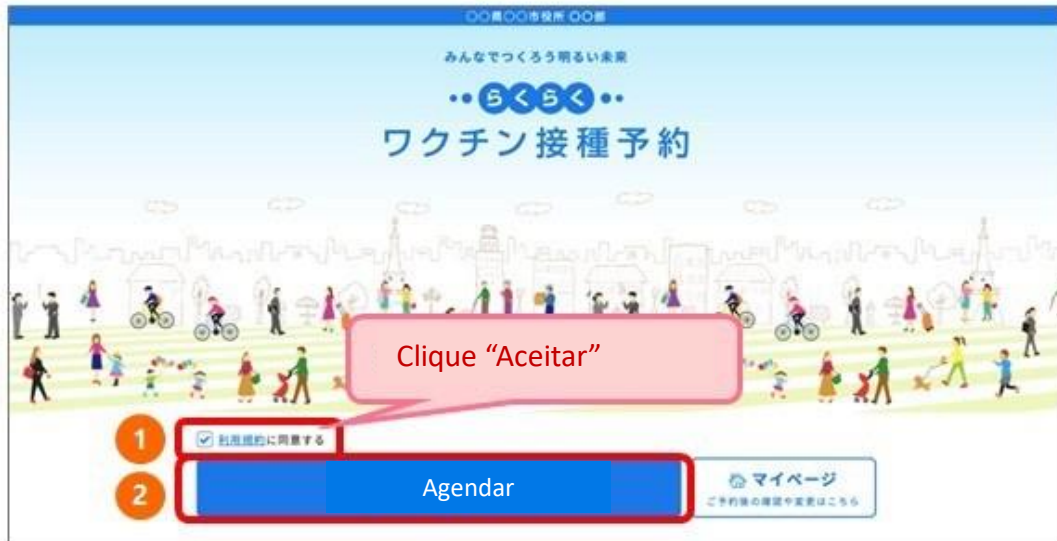 〇〇県〇〇市役所 〇〇部
みんなでつくろう明るい未来
らくらく
ワクチン接種予約
Clique “Aceitar”
1
利用規約に同意する
2
Agendar
マイページ
ご予約後の確認や変更はこちら